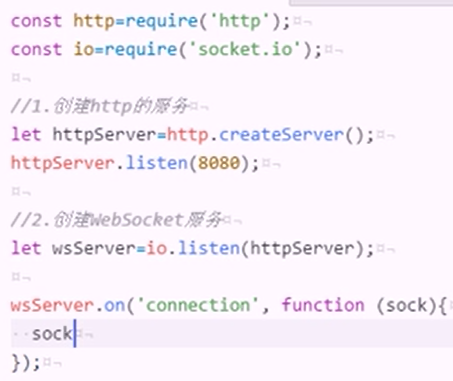 const http=require('http');
const io=require('socket.io');
//1.创建http的服务
let httpServer=http.createServer();
httpServer.listen(8080);
//2.创建WebSocket服务
let wsServer=io.listen(httpServer);
wsServer.on('connection', function (sock){
  sock
});